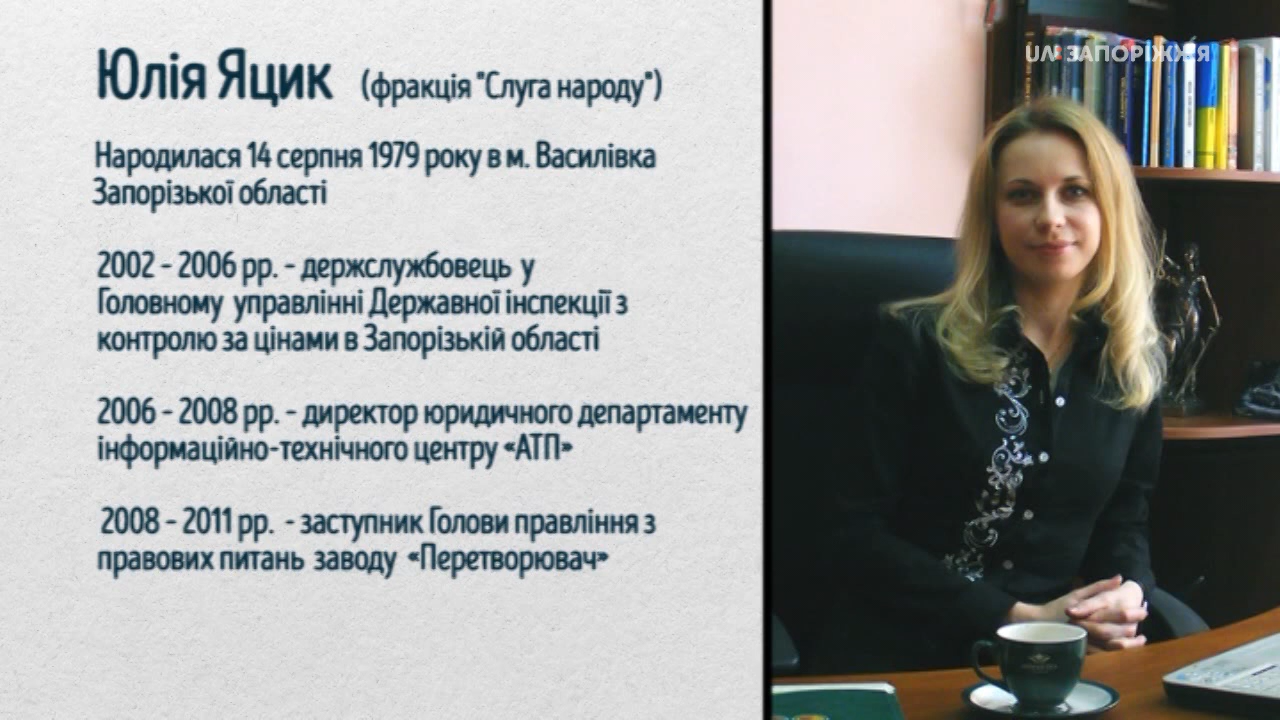 Юлія Яцик (фракція "Слуга народу")
Народилася 14 серпня 1979 року в м. Василівка
Запорізької області
2002 - 2006 рр. - держслужбовець у
Головному управлінні Державної інспекції з
контролю за цінами в Запорізькій області
2006 - 2008 рр. - директор юридичного департаменту
інформаційно-технічного центру «АТП»
2008 - 2011 рр. - заступник Голови правління з
правових питань заводу «Перетворювач»
UA: ЗАПОРІЖЖЯ